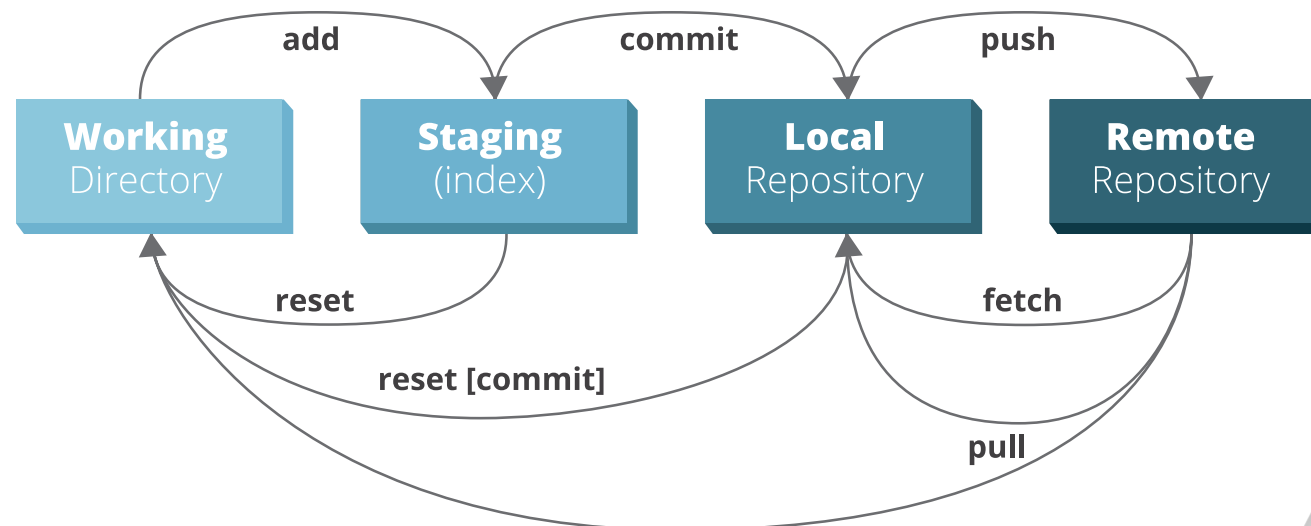 add
commit
push
Working
Directory
Staging
(index)
Local
Repository
Remote
Repository
reset
fetch
reset [commit]
pull